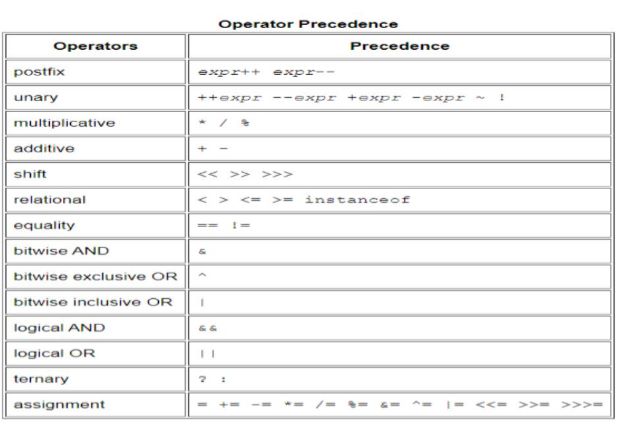 Operator Precedence
Operators Precedence
postfix expr++ expr--
unary ++expr --expr +expr -expr ~ !
multiplicative * / %
additive + -
shift << >> >>>
relational < > <= >= instanceof
equality == !=
bitwise AND &
bitwise exclusive OR ^
bitwise inclusive OR |
logical AND &&
logical OR ||
ternary ? :
assignment = += -= *= /= %= &= ^= |= <<= >>= >>>=